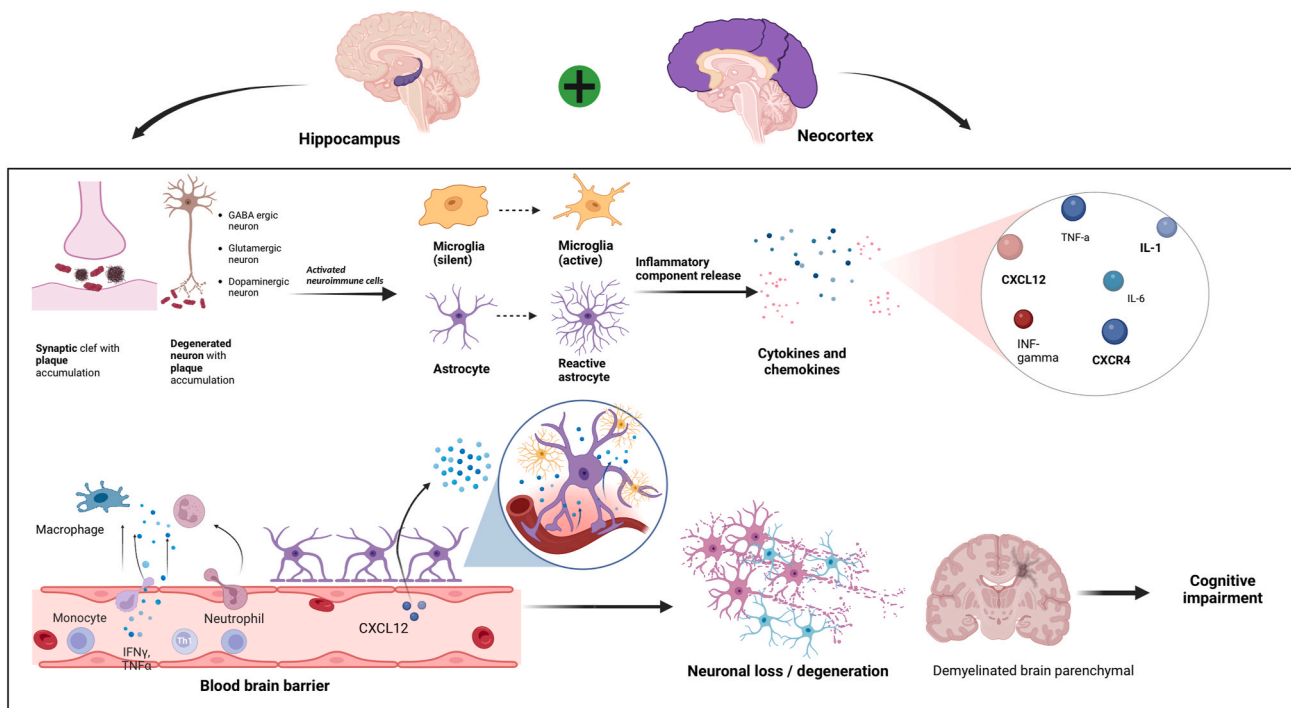 Hippocampus
Neocortex
Synaptic clef with
plaque
accumulation
Degenerated
neuron with
plaque
accumulation
• GABA ergic
neuron
• Glutamergic
neuron
• Dopaminergic
neuron
Activated
neuroimmune cells
Microglia
(silent)
Microglia
(active)
Astrocyte
Reactive
astrocyte
Inflammatory
component release
Cytokines and
chemokines
TNF-a
IL-1
CXCL12
IL-6
INF-
gamma
CXCR4
Macrophage
Monocyte
IFNγ,
TNFα
Th1
Neutrophil
CXCL12
Blood brain barrier
Neuronal loss / degeneration
Demyelinated brain parenchymal
Cognitive
impairment